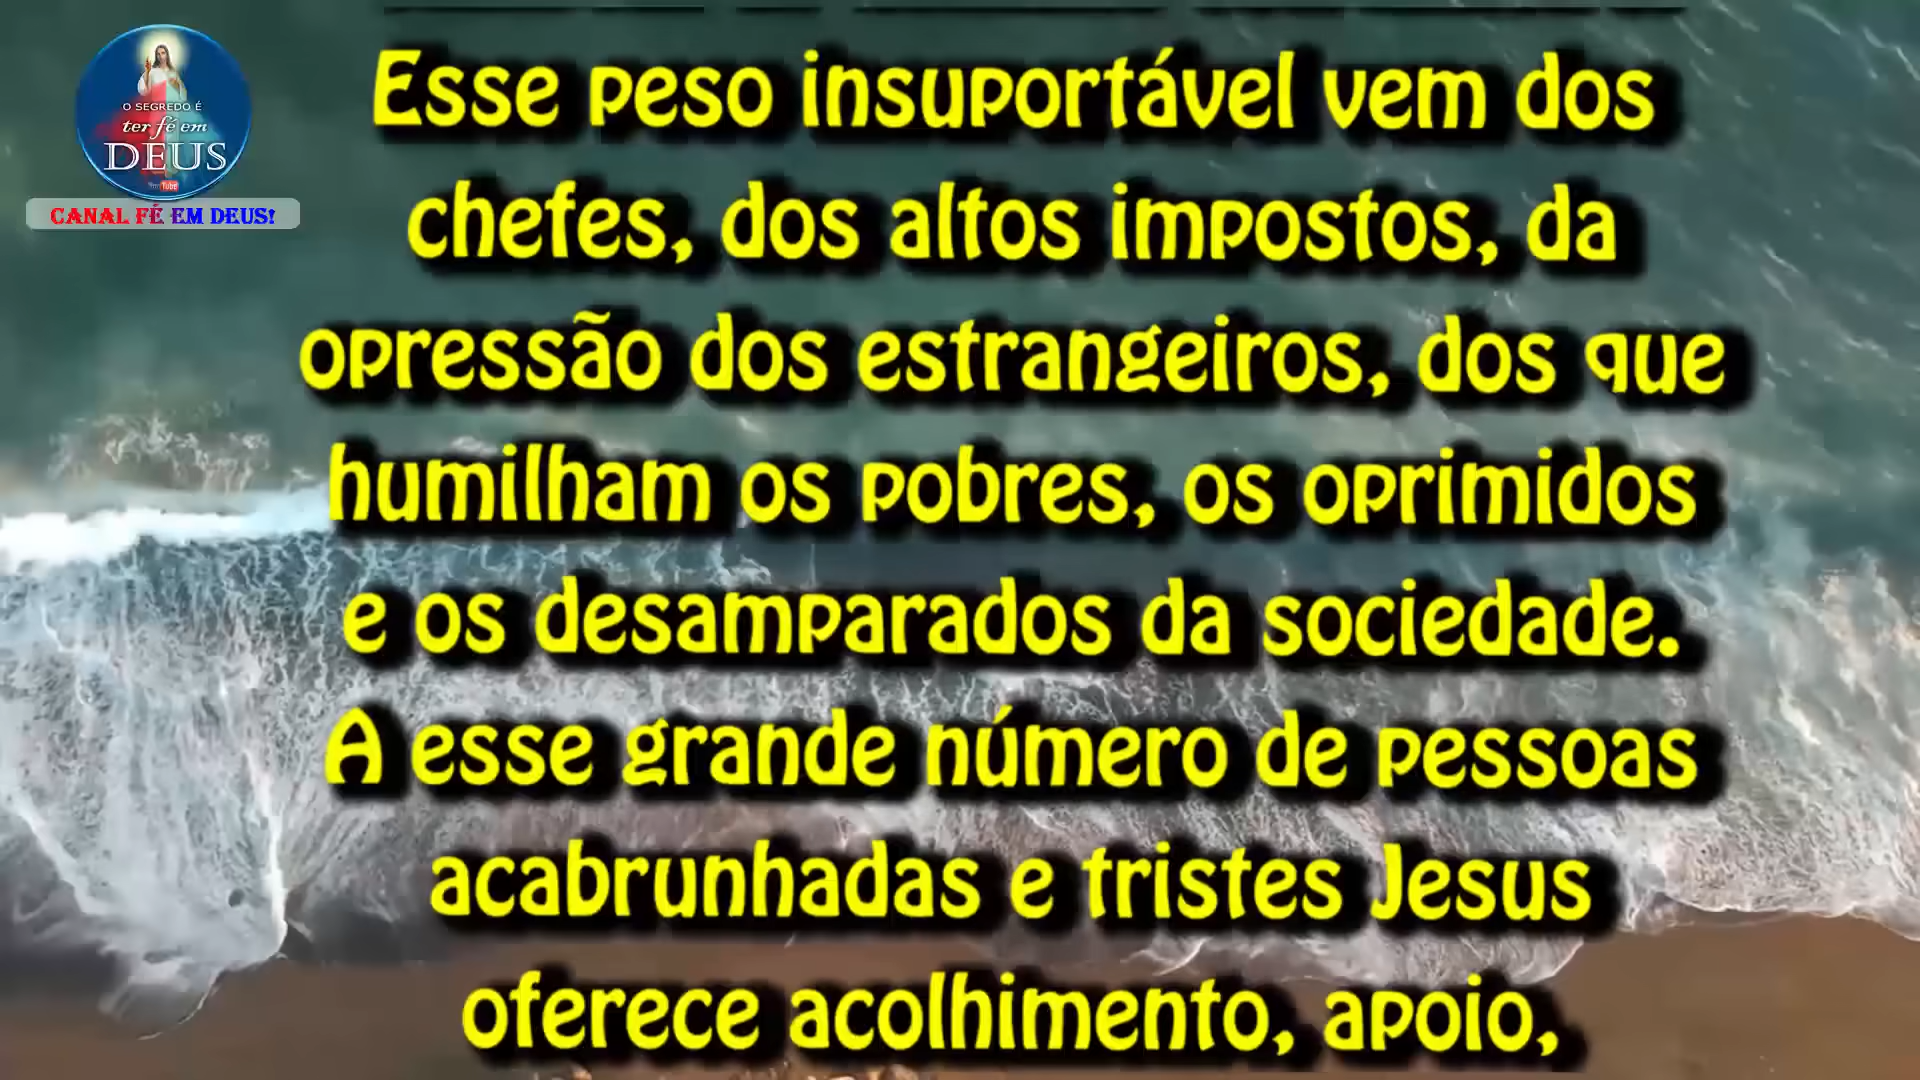 O SEGREDO É
ter fé em
DEUS
YouTube
CANAL FÉ EM DEUS!
Esse peso insuportável vem dos
chefes, dos altos impostos, da
opressão dos estrangeiros, dos que
humilham os pobres, os oprimidos
e os desamparados da sociedade.
A esse grande número de pessoas
acabrunhadas e tristes Jesus
oferece acolhimento, apoio,